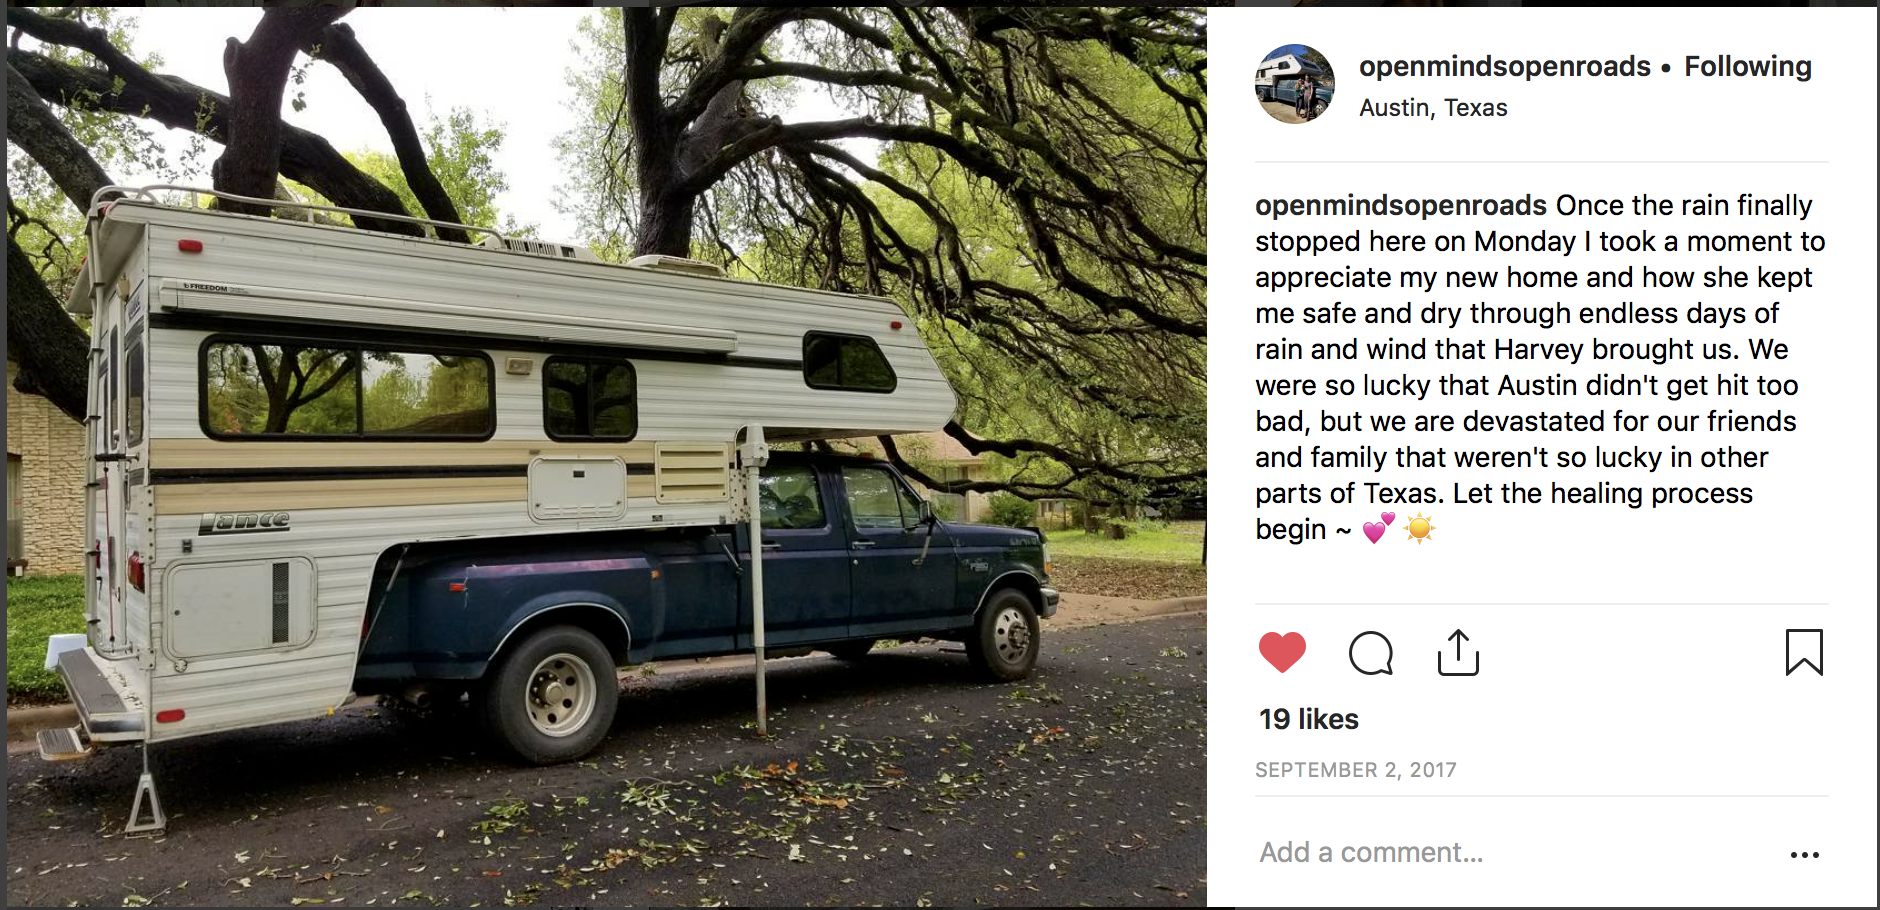 openmindsopenroads • Following
Austin, Texas
openmindsopenroads Once the rain finally
stopped here on Monday I took a moment to
appreciate my new home and how she kept
me safe and dry through endless days of
rain and wind that Harvey brought us. We
were so lucky that Austin didn't get hit too
bad, but we are devastated for our friends
and family that weren't so lucky in other
parts of Texas. Let the healing process
begin ~ 💕☀️
19 likes
SEPTEMBER 2, 2017
Add a comment...
FREEDOM
Lance